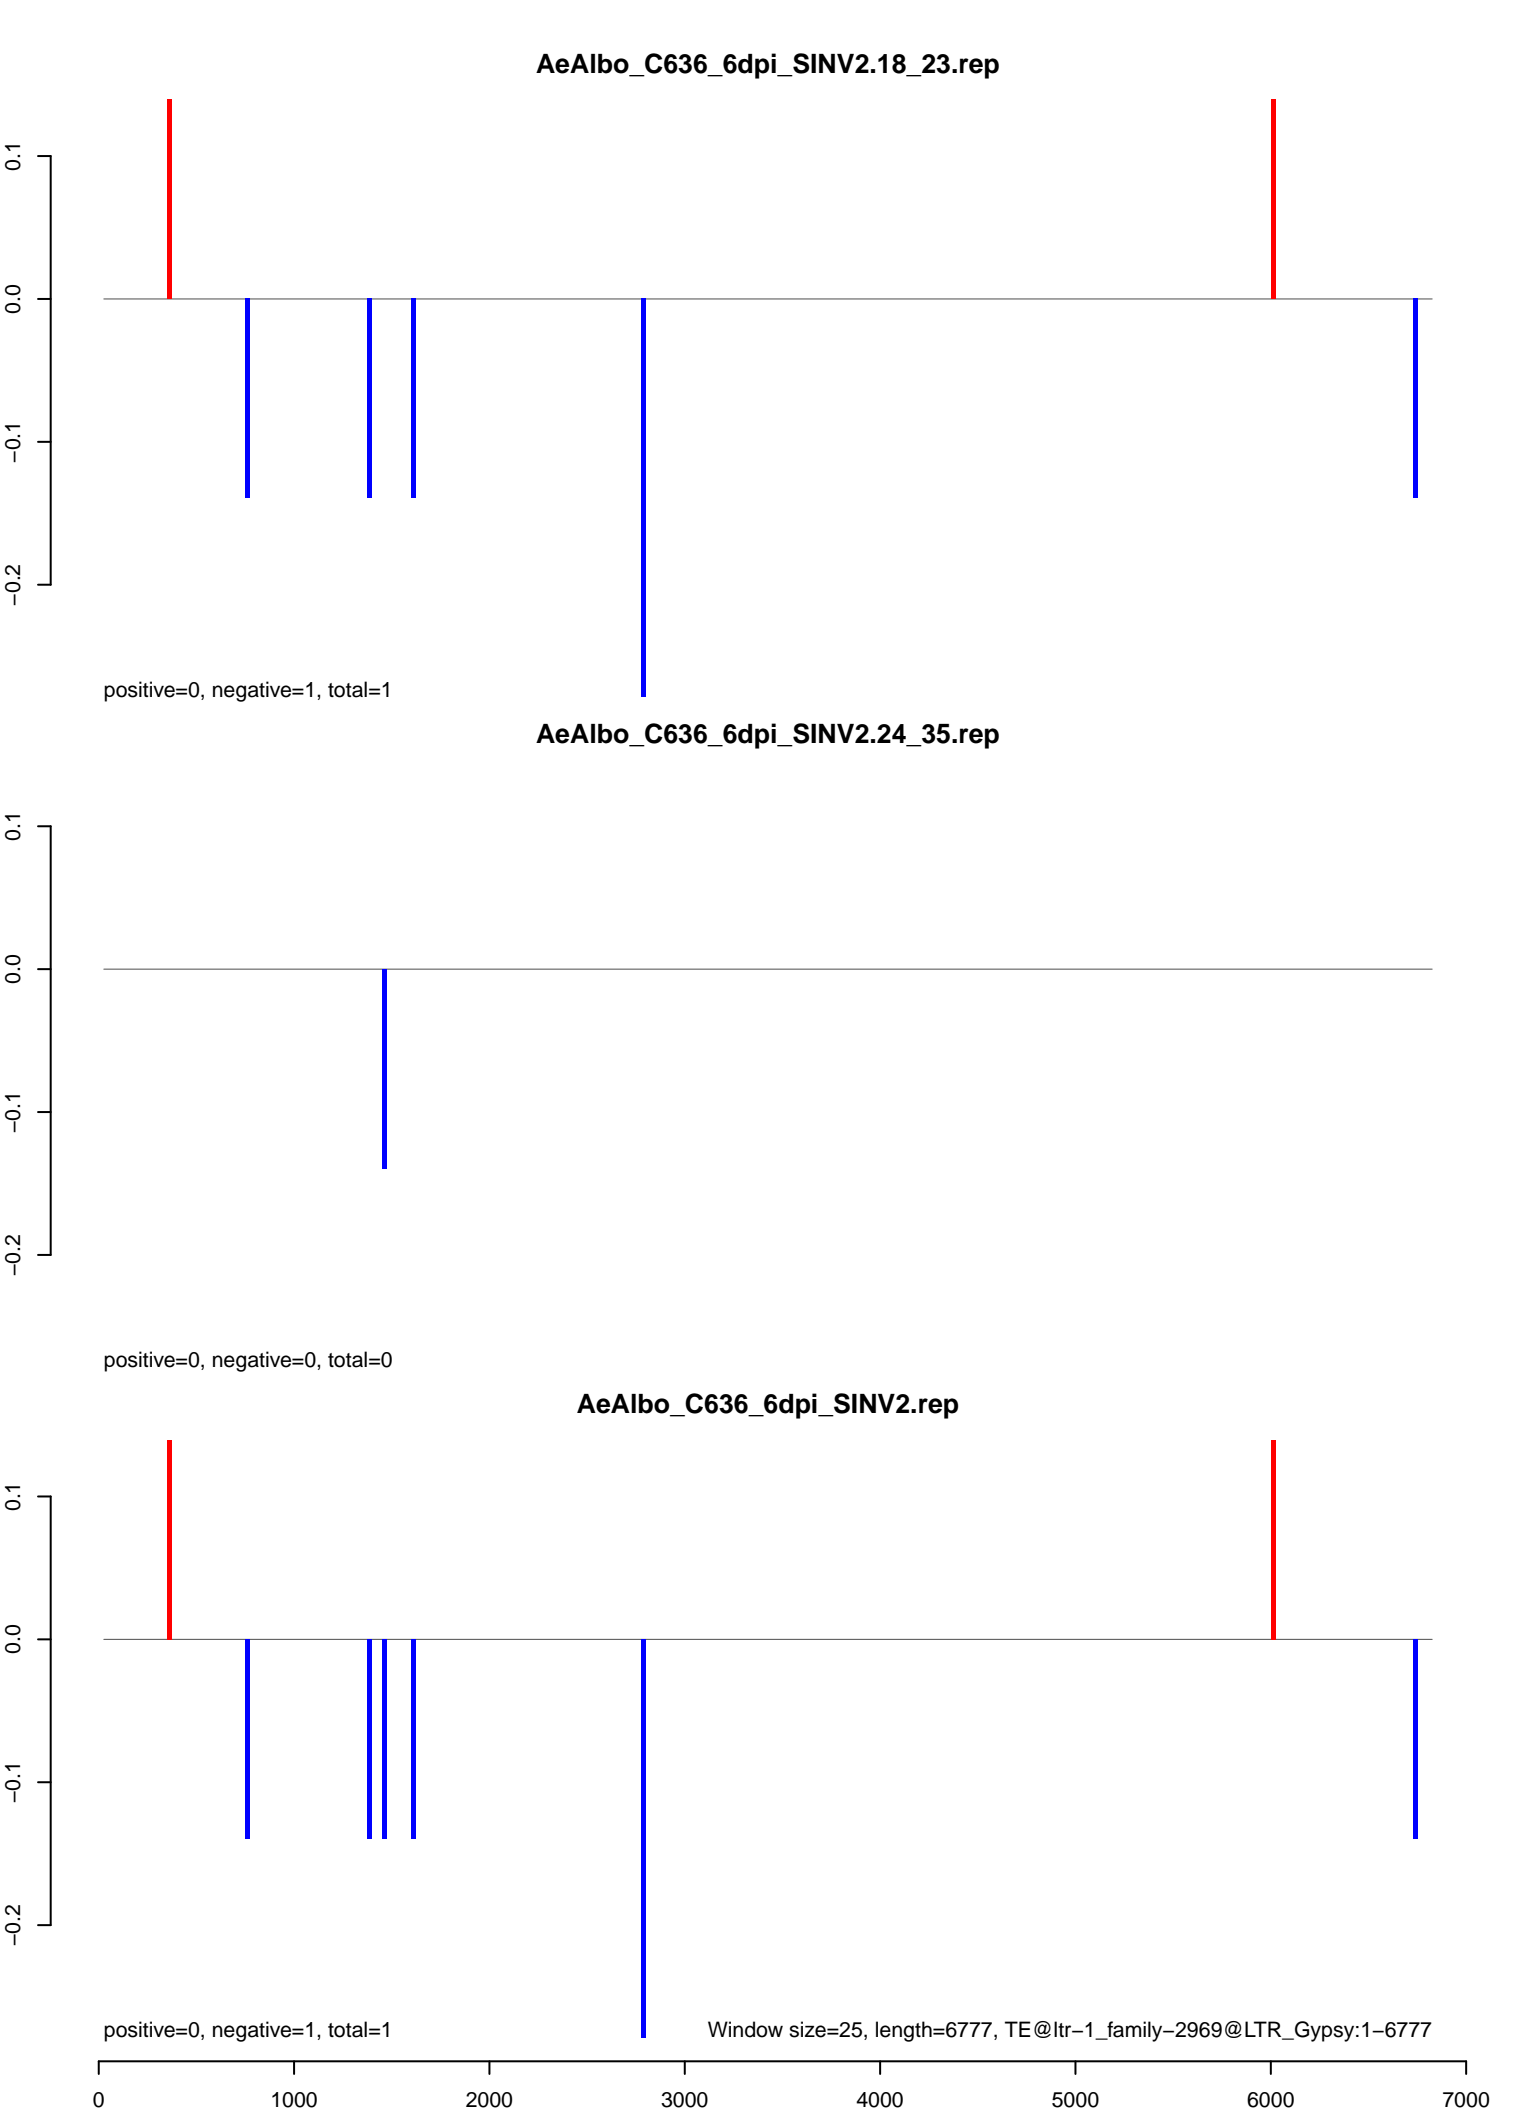 AeAlbo_C636_6dpi_SINV2.18_23.rep
0.1
0.0
−0.1
−0.2
positive=0, negative=1, total=1
AeAlbo_C636_6dpi_SINV2.24_35.rep
0.1
0.0
−0.1
−0.2
positive=0, negative=0, total=0
AeAlbo_C636_6dpi_SINV2.rep
0.1
0.0
−0.1
−0.2
positive=0, negative=1, total=1
Window size=25, length=6777, TE@ltr−1_family−2969@LTR_Gypsy:1−6777
0 1000 2000 3000 4000 5000 6000 7000